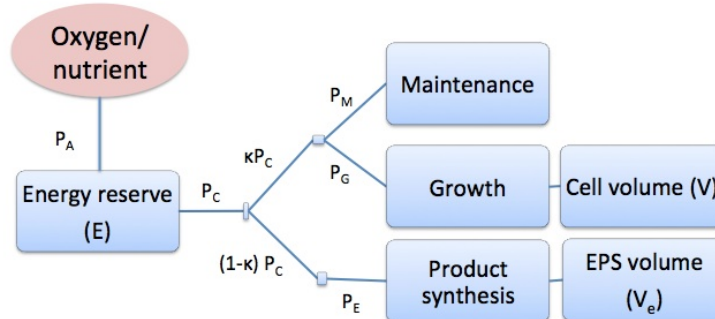 Oxygen/
nutrient
P_A
Energy reserve
(E)
P_C
κP_C
(1-κ) P_C
P_M
P_G
P_E
Maintenance
Growth
Cell volume (V)
Product
synthesis
EPS volume
(V_e)